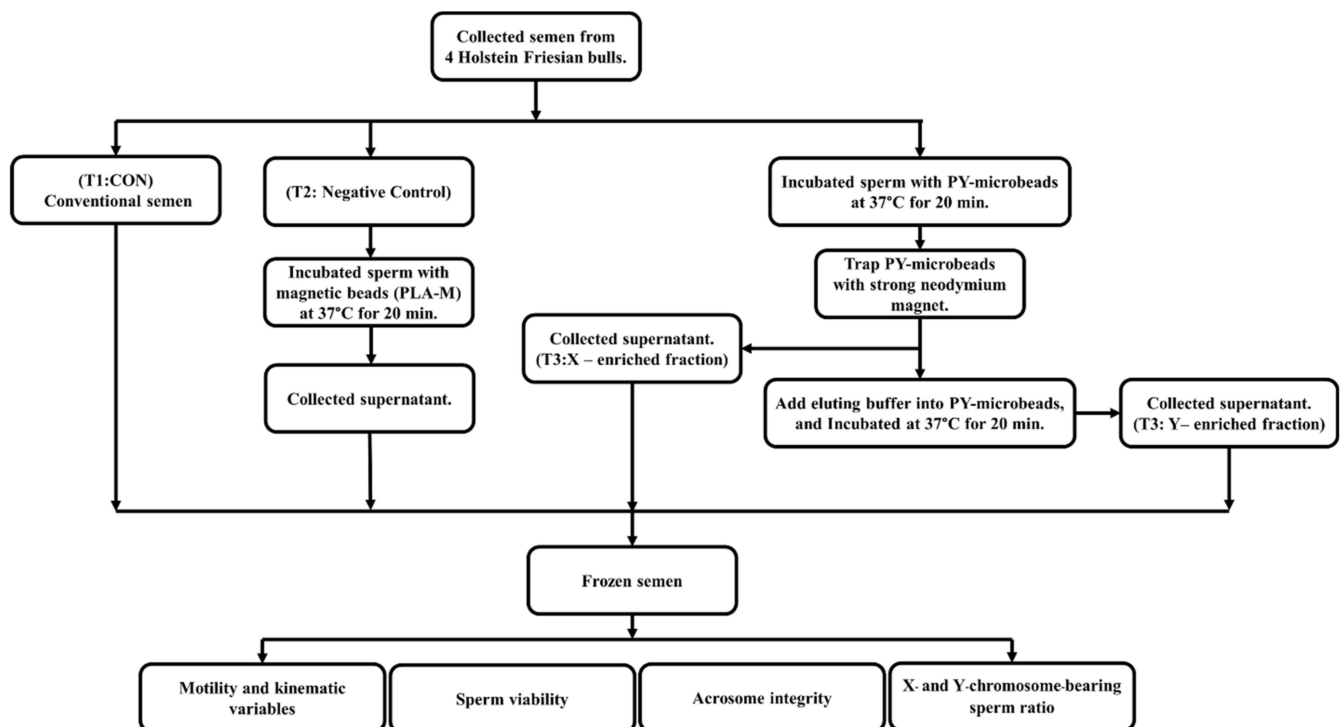 Collected semen from
4 Holstein Friesian bulls.
(T1:CON)
Conventional semen
(T2: Negative Control)
Incubated sperm with PY-microbeads
at 37°C for 20 min.
Incubated sperm with
magnetic beads (PLA-M)
at 37°C for 20 min.
Trap PY-microbeads
with strong neodymium
magnet.
Collected supernatant.
(T3:X – enriched fraction)
Collected supernatant.
Add eluting buffer into PY-microbeads,
and Incubated at 37°C for 20 min.
Collected supernatant.
(T3: Y– enriched fraction)
Frozen semen
Motility and kinematic
variables
Sperm viability
Acrosome integrity
X- and Y-chromosome-bearing
sperm ratio